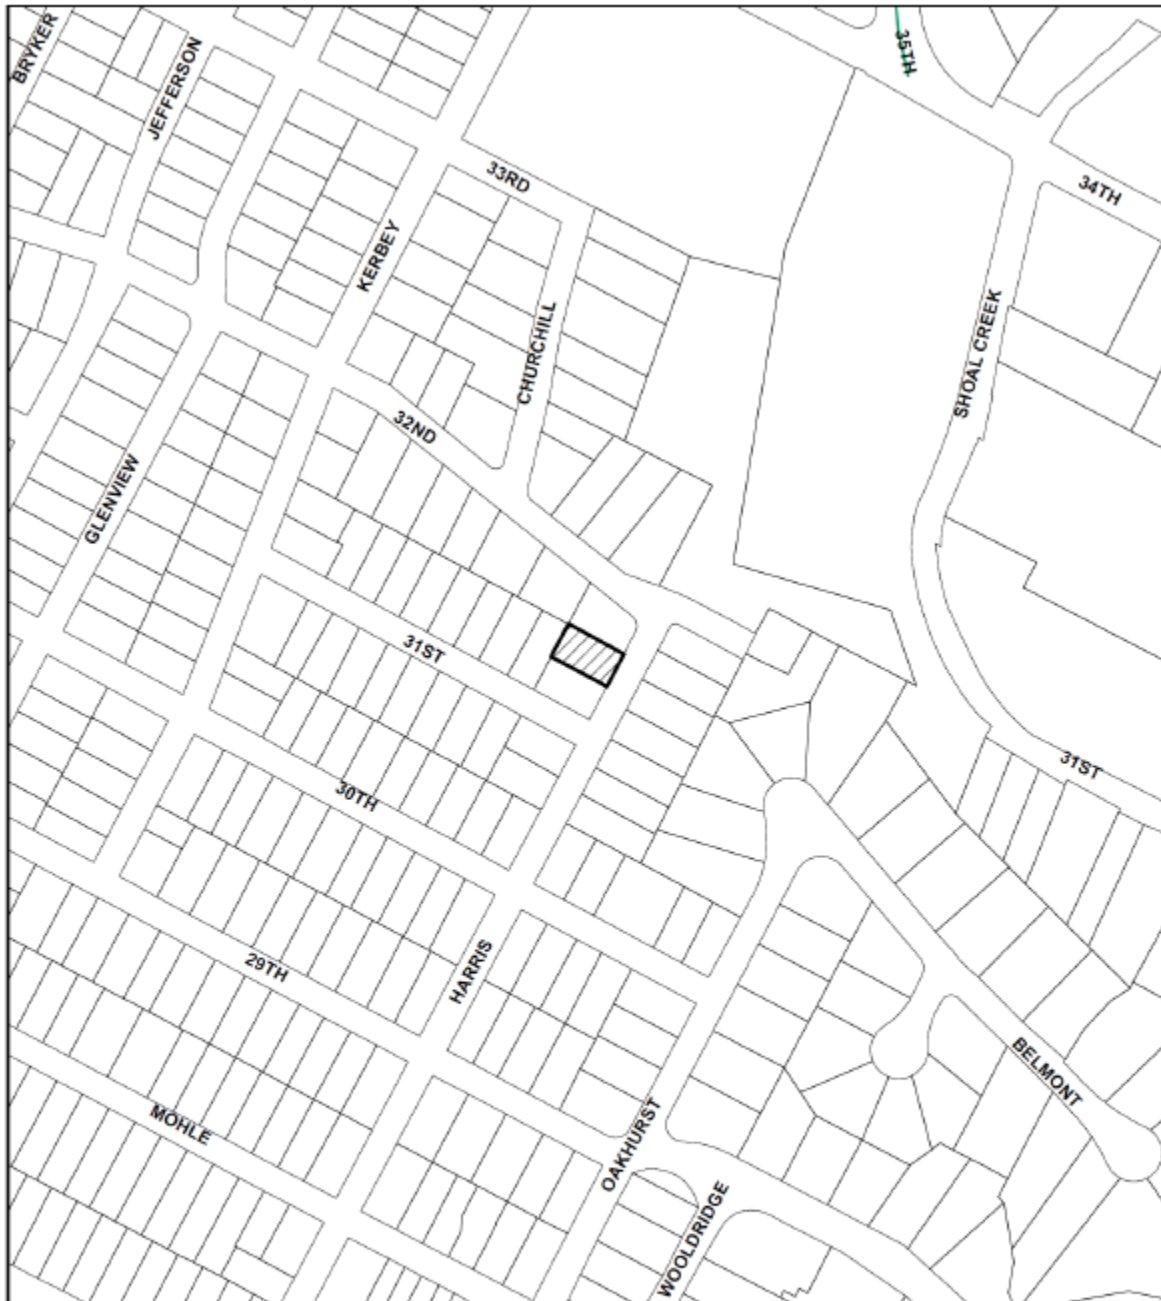 BRYKER
JEFFERSON
35TH
33RD
34TH
KERBEY
CHURCHILL
SHOAL CREEK
32ND
GLENVIEW
31ST
31ST
30TH
29TH
HARRIS
BELMONT
MOHLE
OAKHURST
WOOLDRIDGE